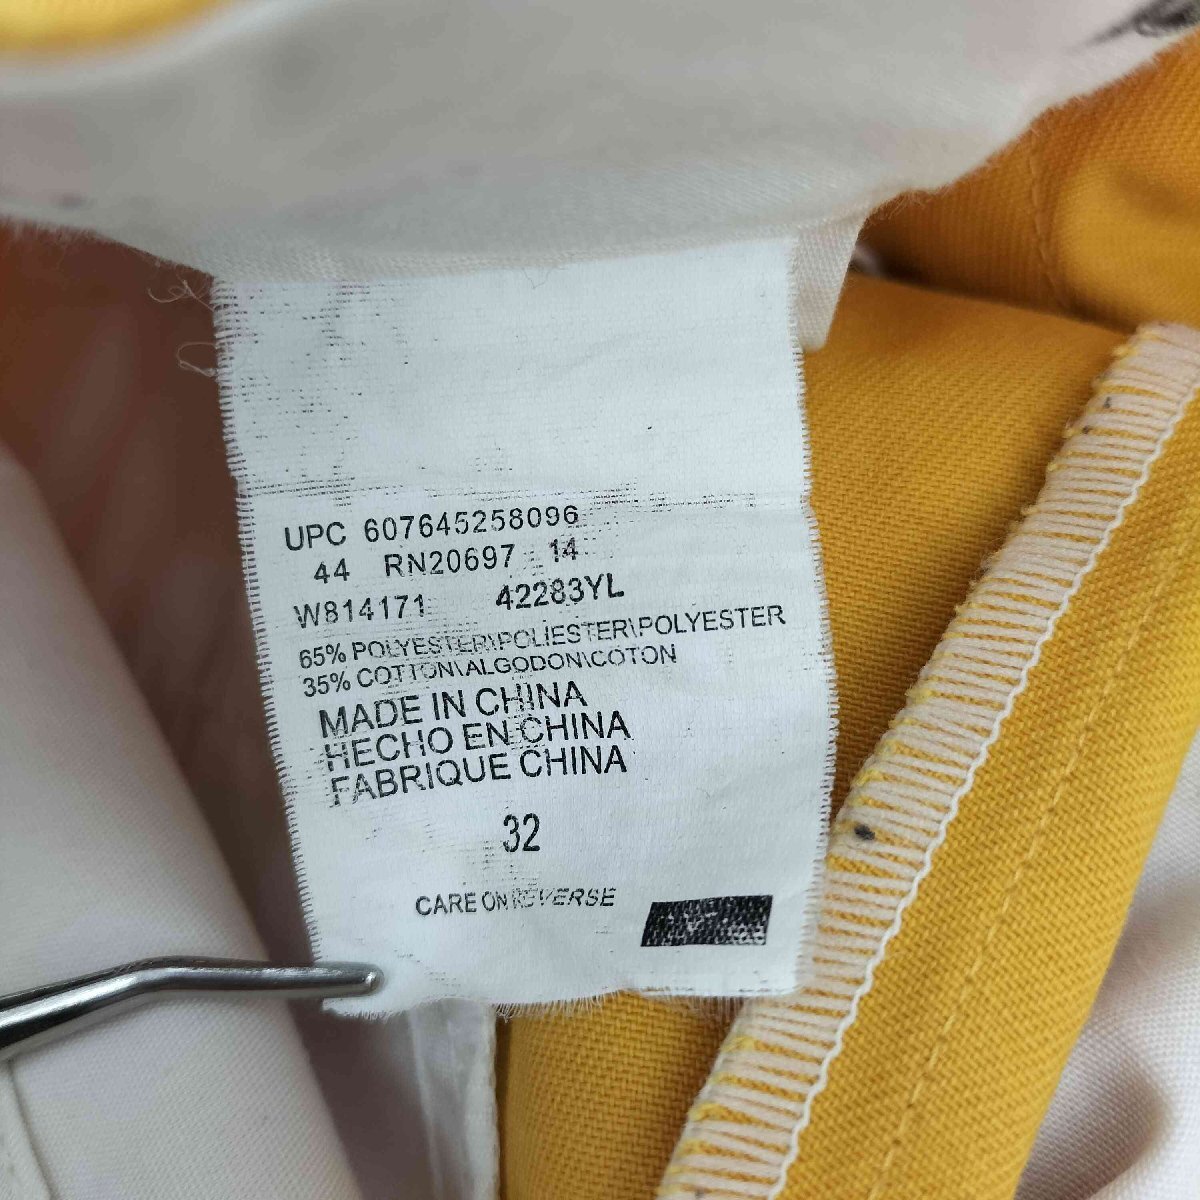 UPC 607645258096
44 RN20697 14
W814171 42283YL
65% POLYESTER\POLIESTER\POLYESTER
35% COTTON\ALGODON\COTON
MADE IN CHINA
HECHO EN CHINA
FABRIQUE CHINA
32
CARE ON REVERSE